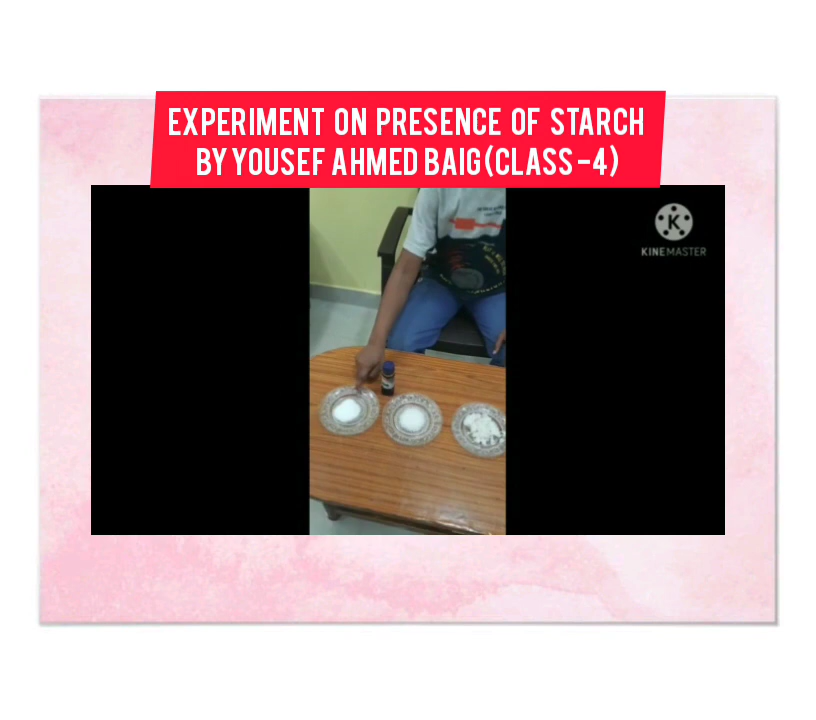 EXPERIMENT ON PRESENCE OF STARCH
BY YOUSEF AHMED BAIG (CLASS -4)
K
KINEMASTER